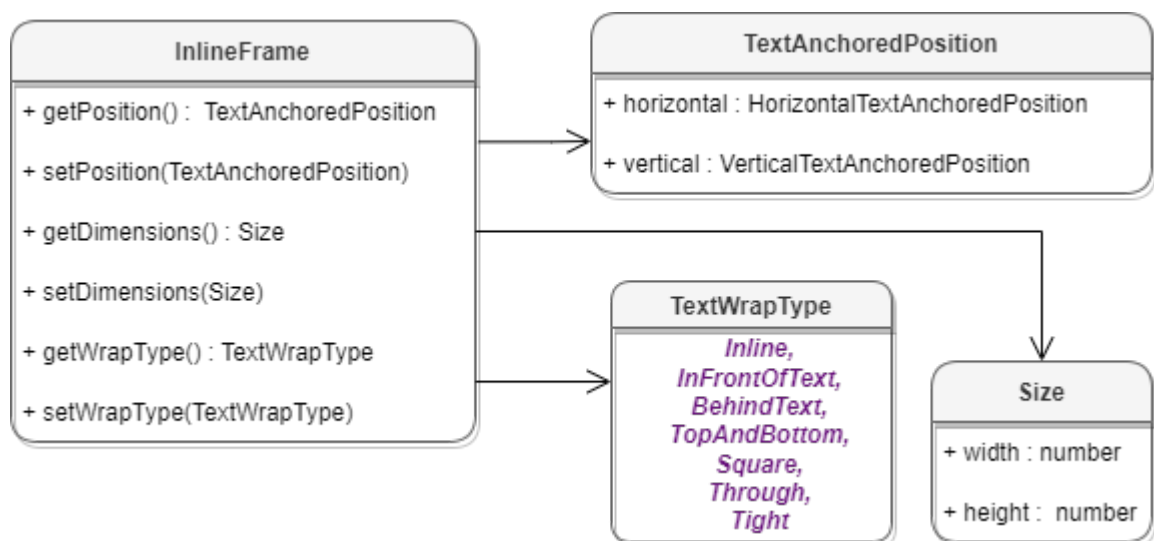 InlineFrame
+ getPosition() : TextAnchoredPosition
+ setPosition(TextAnchoredPosition)
+ getDimensions() : Size
+ setDimensions(Size)
+ getWrapType() : TextWrapType
+ setWrapType(TextWrapType)
TextAnchoredPosition
+ horizontal : HorizontalTextAnchoredPosition
+ vertical : VerticalTextAnchoredPosition
TextWrapType
Inline,
InFrontOfText,
BehindText,
TopAndBottom,
Square,
Through,
Tight
Size
+ width : number
+ height : number